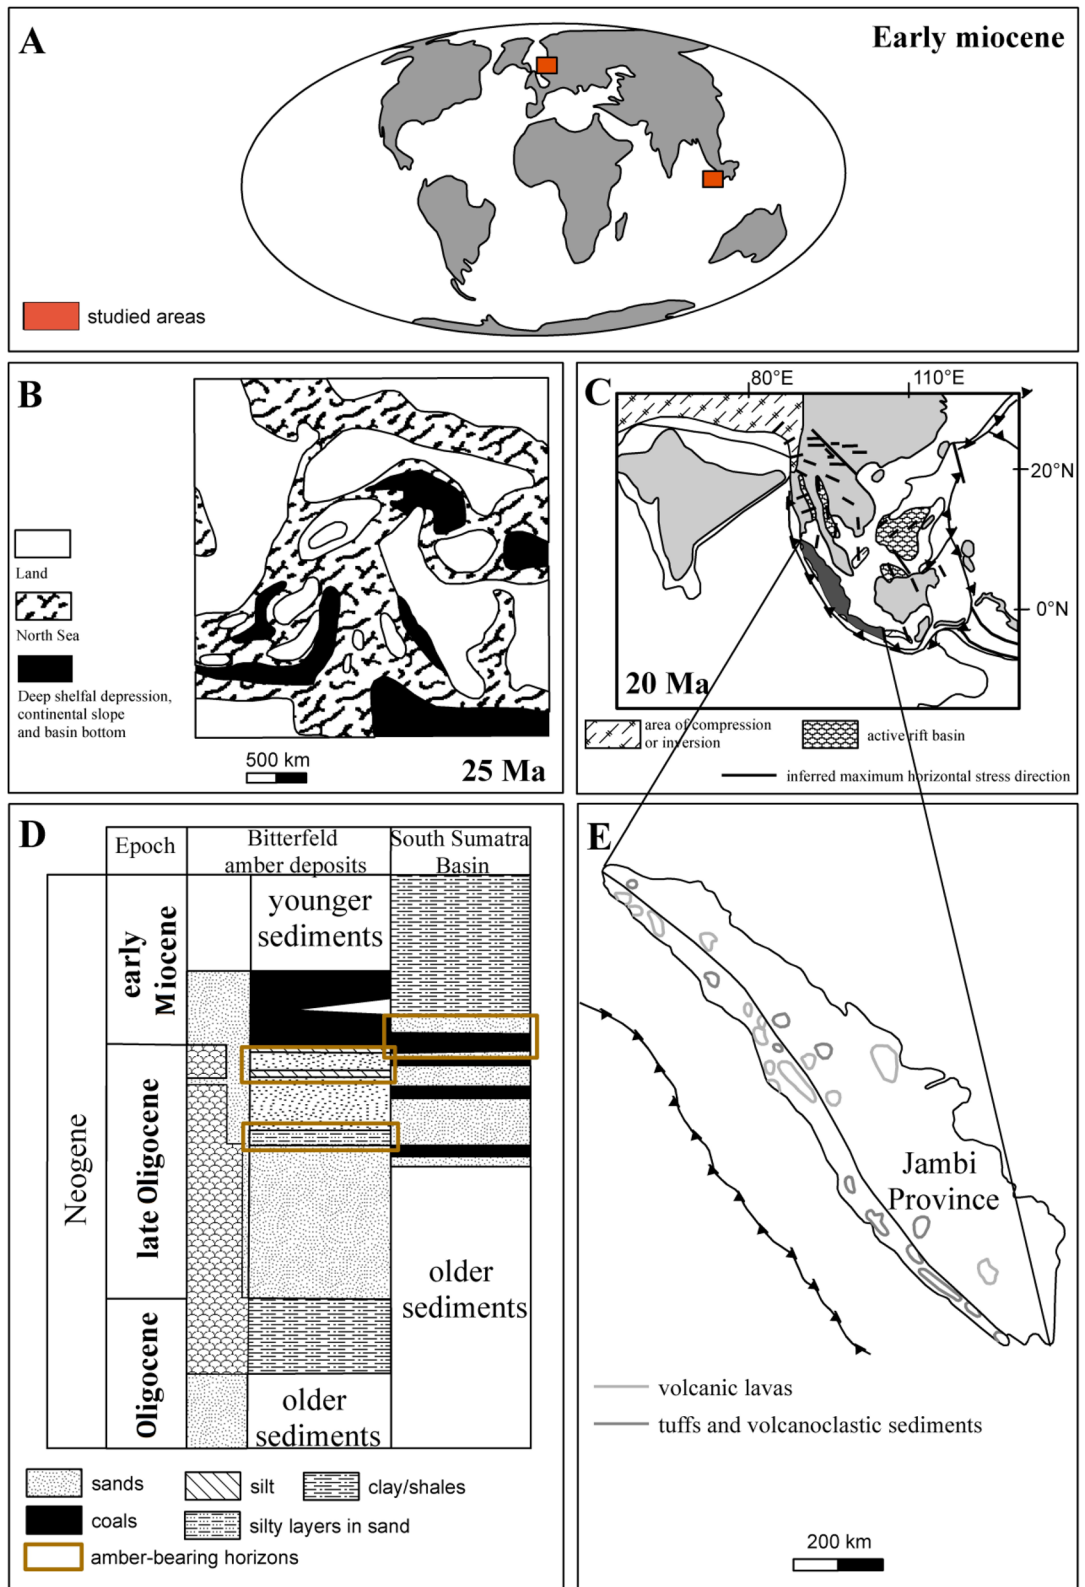 A
Early miocene
studied areas
B
Land
North Sea
Deep shelfal depression,
continental slope
and basin bottom
500 km
25 Ma
C
80°E
110°E
20°N
0°N
20 Ma
area of compression
or inversion
active rift basin
inferred maximum horizontal stress direction
D
Epoch
Bitterfeld
amber deposits
South Sumatra
Basin
Neogene
early
Miocene
late Oligocene
Oligocene
younger
sediments
older
sediments
older
sediments
sands
silt
clay/shales
coals
silty layers in sand
amber-bearing horizons
E
Jambi
Province
volcanic lavas
tuffs and volcanoclastic sediments
200 km